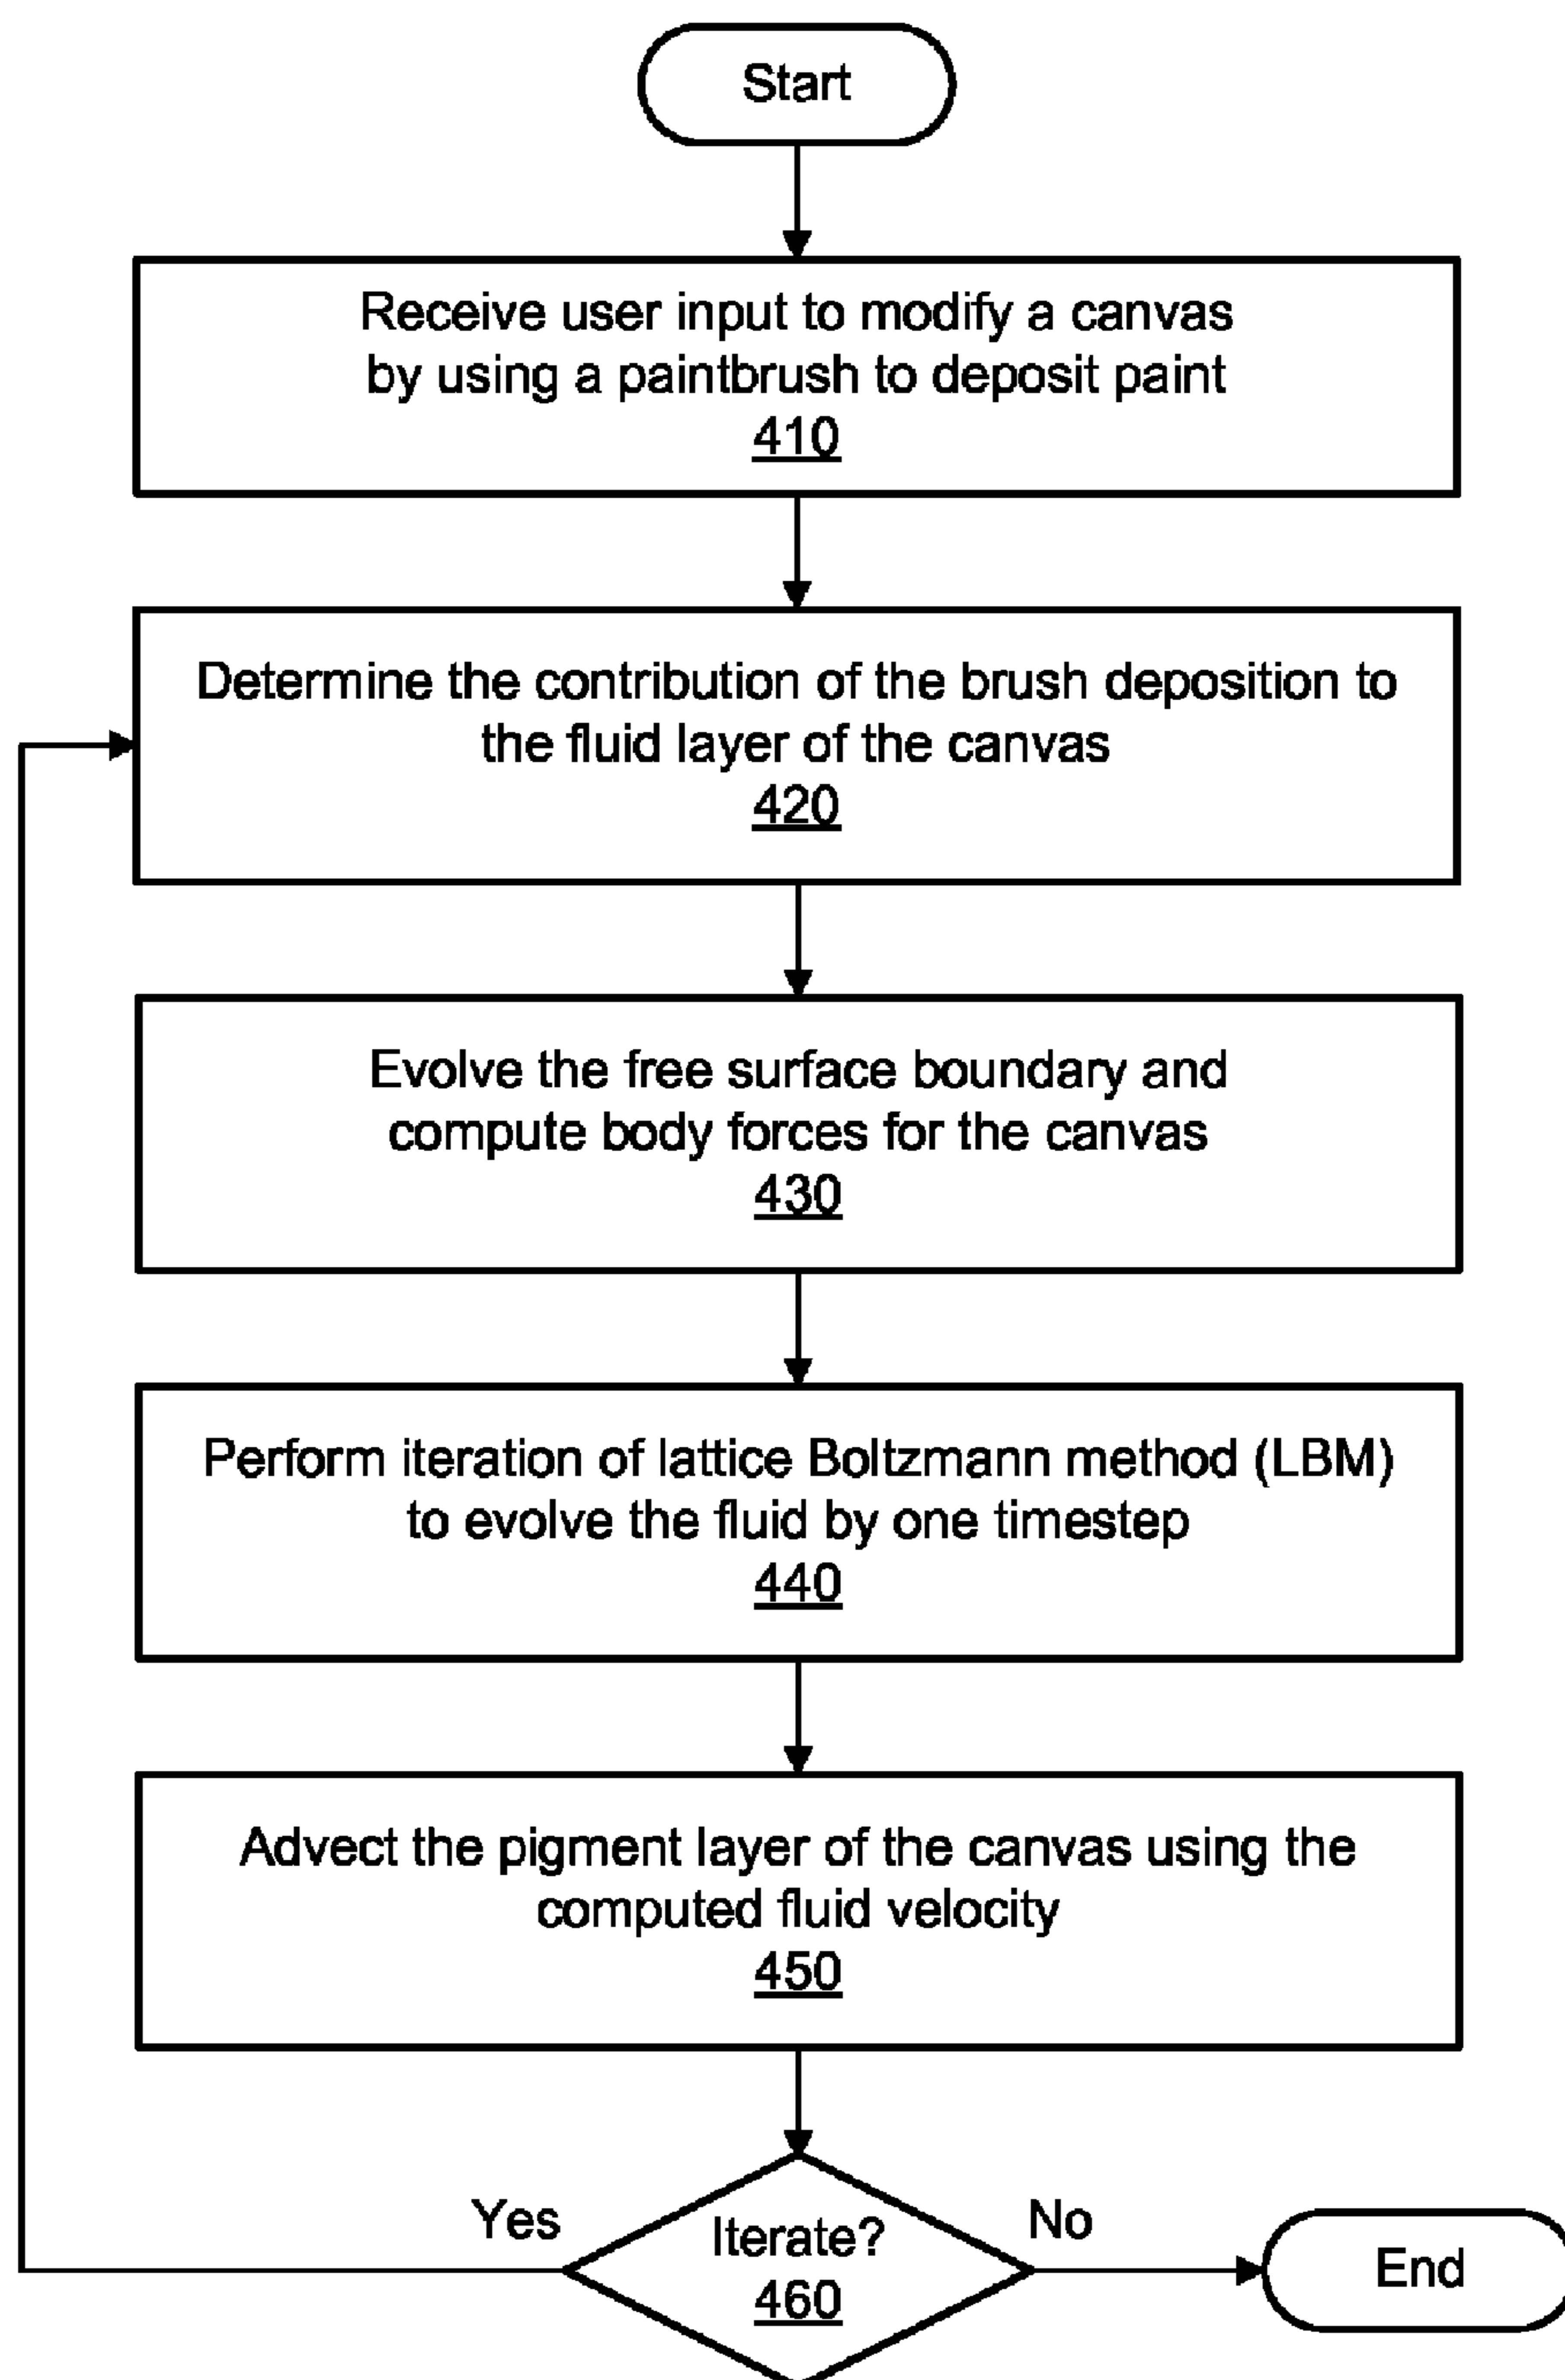 Start
Receive user input to modify a canvas
by using a paintbrush to deposit paint
410
Determine the contribution of the brush deposition to
the fluid layer of the canvas
420
Evolve the free surface boundary and
compute body forces for the canvas
430
Perform iteration of lattice Boltzmann method (LBM)
to evolve the fluid by one timestep
440
Advect the pigment layer of the canvas using the
computed fluid velocity
450
Yes
Iterate?
460
No
End